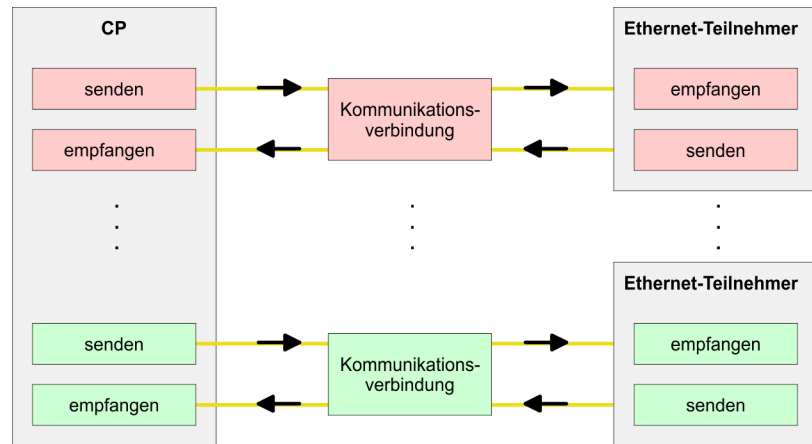 CP
Ethernet-Teilnehmer
senden
empfangen
Kommunikations-
verbindung
empfangen
senden
Ethernet-Teilnehmer
senden
empfangen
Kommunikations-
verbindung
empfangen
senden